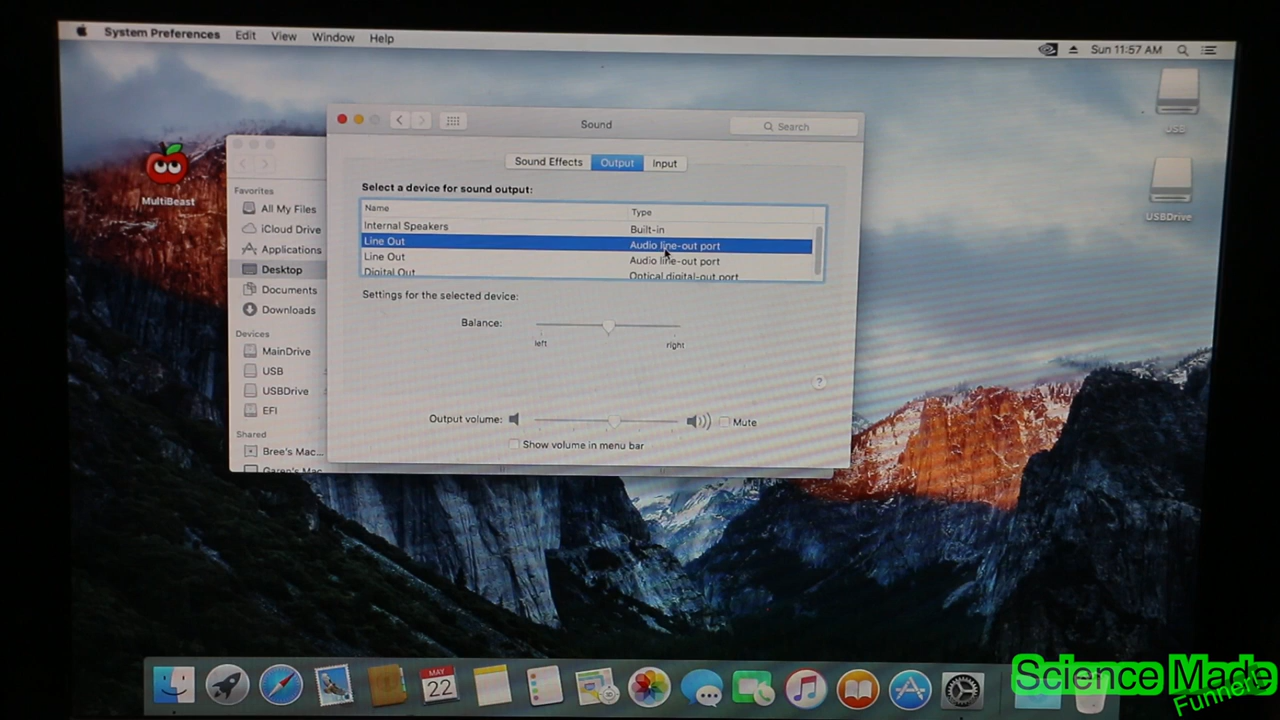 System Preferences Edit View Window Help
Sun 11:57 AM
USB
USBDrive
MultiBeast
Sound
Search
Sound Effects Output Input
Select a device for sound output:
Name Type
Internal Speakers Built-in
Line Out Audio line-out port
Line Out Audio line-out port
Digital Out Optical digital-out port
Settings for the selected device:
Balance:
left right
?
Output volume: Mute
Show volume in menu bar
Favorites
All My Files
iCloud Drive
Applications
Desktop
Documents
Downloads
Devices
MainDrive
USB
USBDrive
EFI
Shared
Bree's Mac...
Garen's Mac
MAY
22
Science Made
Funner